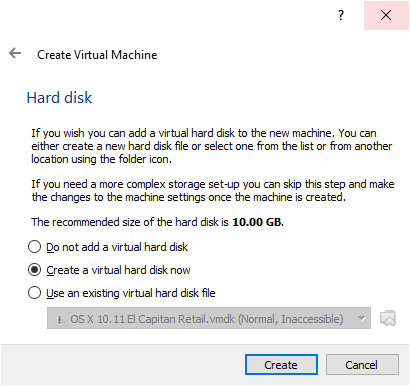 ?
Create Virtual Machine
Hard disk
If you wish you can add a virtual hard disk to the new machine. You can
either create a new hard disk file or select one from the list or from another
location using the folder icon.
If you need a more complex storage set-up you can skip this step and make
the changes to the machine settings once the machine is created.
The recommended size of the hard disk is 10.00 GB.
Do not add a virtual hard disk
Create a virtual hard disk now
Use an existing virtual hard disk file
OS X 10.11 El Capitan Retail.vmdk (Normal, Inaccessible)
Create
Cancel